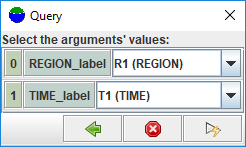 Query
Select the arguments' values:
0 REGION_label R1 (REGION)
1 TIME_label T1 (TIME)